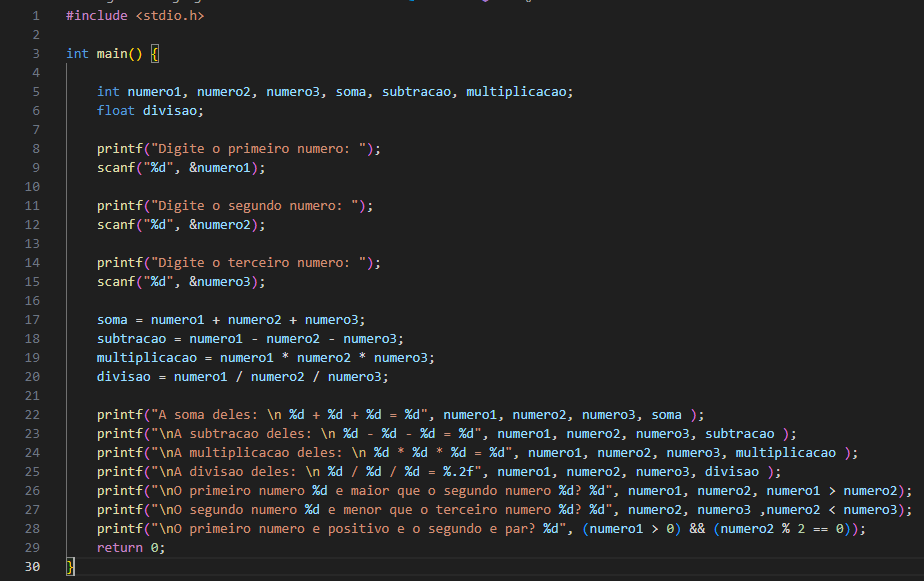 1 #include <stdio.h>
2
3 int main() {
4
5 int numero1, numero2, numero3, soma, subtracao, multiplicacao;
6 float divisao;
7
8 printf("Digite o primeiro numero: ");
9 scanf("%d", &numero1);
10
11 printf("Digite o segundo numero: ");
12 scanf("%d", &numero2);
13
14 printf("Digite o terceiro numero: ");
15 scanf("%d", &numero3);
16
17 soma = numero1 + numero2 + numero3;
18 subtracao = numero1 - numero2 - numero3;
19 multiplicacao = numero1 * numero2 * numero3;
20 divisao = numero1 / numero2 / numero3;
21
22 printf("A soma deles: \n %d + %d + %d = %d", numero1, numero2, numero3, soma );
23 printf("\nA subtracao deles: \n %d - %d - %d = %d", numero1, numero2, numero3, subtracao );
24 printf("\nA multiplicacao deles: \n %d * %d * %d = %d", numero1, numero2, numero3, multiplicacao );
25 printf("\nA divisao deles: \n %d / %d / %d = %.2f", numero1, numero2, numero3, divisao );
26 printf("\nO primeiro numero %d e maior que o segundo numero %d? %d", numero1, numero2, numero1 > numero2);
27 printf("\nO segundo numero %d e menor que o terceiro numero %d? %d", numero2, numero3 ,numero2 < numero3);
28 printf("\nO primeiro numero e positivo e o segundo e par? %d", (numero1 > 0) && (numero2 % 2 == 0));
29 return 0;
30 }